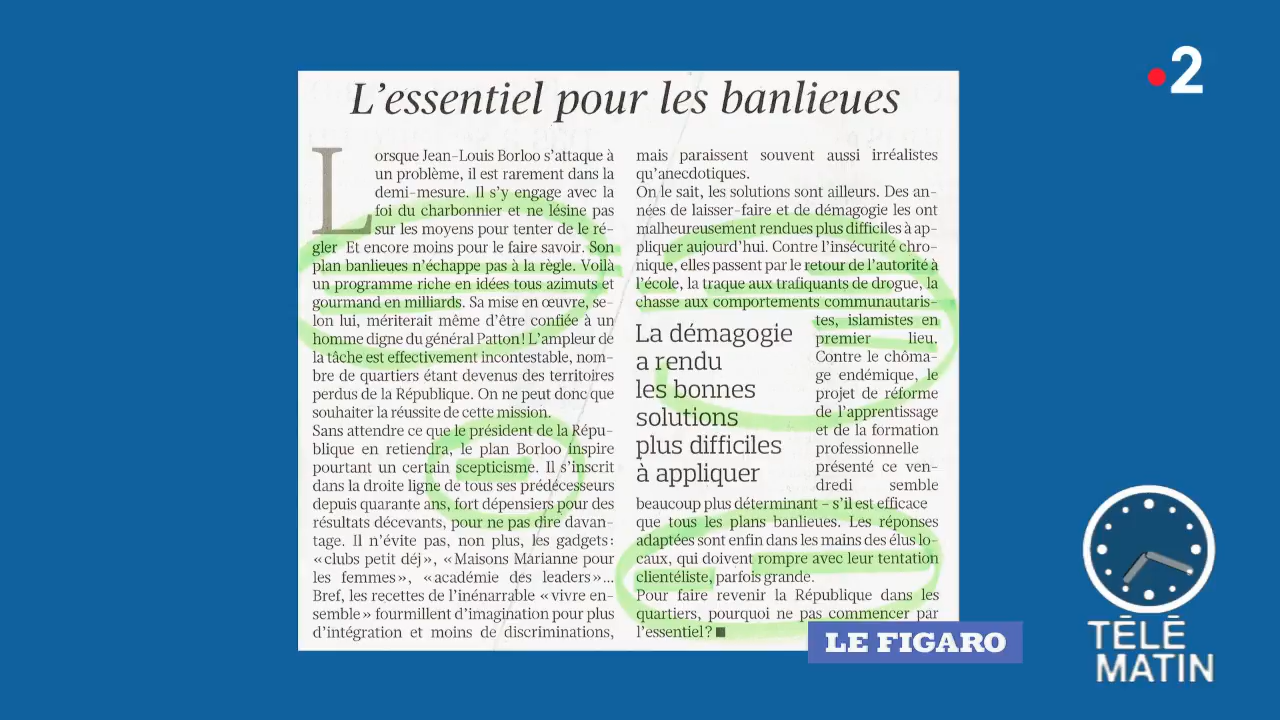 L'essentiel pour les banlieues
Lorsque Jean-Louis Borloo s'attaque à
un problème, il est rarement dans la
demi-mesure. Il s'y engage avec la
foi du charbonnier et ne lésine pas
sur les moyens pour tenter de le ré-
gler Et encore moins pour le faire savoir. Son
plan banlieues n'échappe pas à la règle. Voilà
un programme riche en idées tous azimuts et
gourmand en milliards. Sa mise en œuvre, se-
lon lui, mériterait même d'être confiée à un
homme digne du général Patton! L'ampleur de
la tâche est effectivement incontestable, nom-
bre de quartiers étant devenus des territoires
perdus de la République. On ne peut donc que
souhaiter la réussite de cette mission.
Sans attendre ce que le président de la Répu-
blique en retiendra, le plan Borloo inspire
pourtant un certain scepticisme. Il s'inscrit
dans la droite ligne de tous ses prédécesseurs
depuis quarante ans, fort dépensiers pour des
résultats décevants, pour ne pas dire davan-
tage. Il n'évite pas, non plus, les gadgets:
«clubs petit déj», «Maisons Marianne pour
les femmes», «académie des leaders»...
Bref, les recettes de l'inénarrable «vivre en-
semble» fourmillent d'imagination pour plus
d'intégration et moins de discriminations,
mais paraissent souvent aussi irréalistes
qu'anecdotiques.
On le sait, les solutions sont ailleurs. Des an-
nées de laisser-faire et de démagogie les ont
malheureusement rendues plus difficiles à ap-
pliquer aujourd'hui. Contre l'insécurité chro-
nique, elles passent par le retour de l'autorité à
l'école, la traque aux trafiquants de drogue, la
chasse aux comportements communautaris-
tes, islamistes en
premier lieu.
Contre le chôma-
ge endémique, le
projet de réforme
de l'apprentissage
et de la formation
professionnelle
présenté ce ven-
dredi semble
La démagogie
a rendu
les bonnes
solutions
plus difficiles
à appliquer
beaucoup plus déterminant – s'il est efficace
que tous les plans banlieues. Les réponses
adaptées sont enfin dans les mains des élus lo-
caux, qui doivent rompre avec leur tentation
clientéliste, parfois grande.
Pour faire revenir la République dans les
quartiers, pourquoi ne pas commencer par
l'essentiel? ■
LE FIGARO
2
TÉLÉ
MATIN